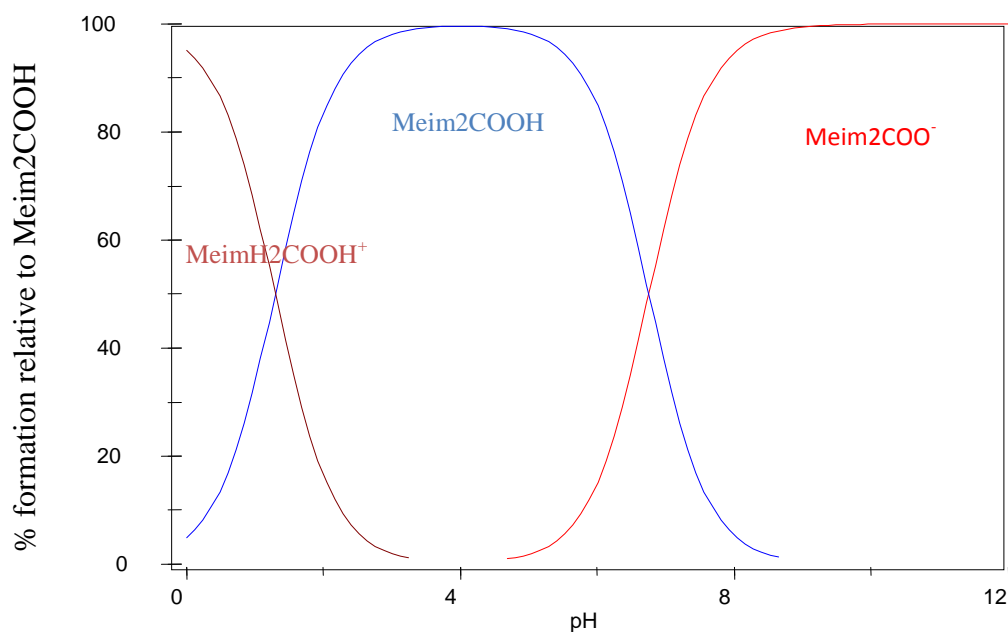 % formation relative to Meim2COOH
100
80
60
40
20
0
Meim2COOH
Meim2COO⁻
MeimH2COOH⁺
0
4
8
12
pH